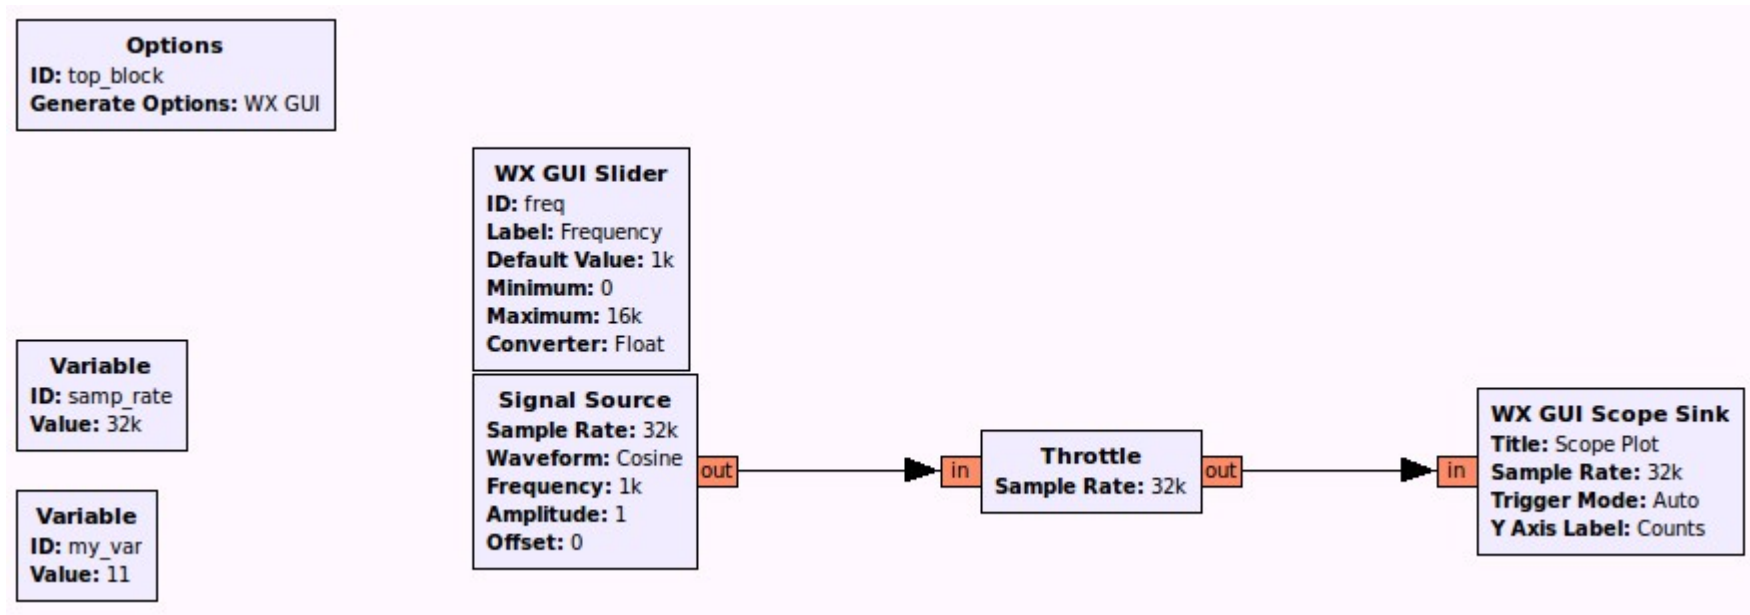 Options
ID: top_block
Generate Options: WX GUI
WX GUI Slider
ID: freq
Label: Frequency
Default Value: 1k
Minimum: 0
Maximum: 16k
Converter: Float
Variable
ID: samp_rate
Value: 32k
Variable
ID: my_var
Value: 11
Signal Source
Sample Rate: 32k
Waveform: Cosine
Frequency: 1k
Amplitude: 1
Offset: 0
out
in
Throttle
Sample Rate: 32k
out
in
WX GUI Scope Sink
Title: Scope Plot
Sample Rate: 32k
Trigger Mode: Auto
Y Axis Label: Counts